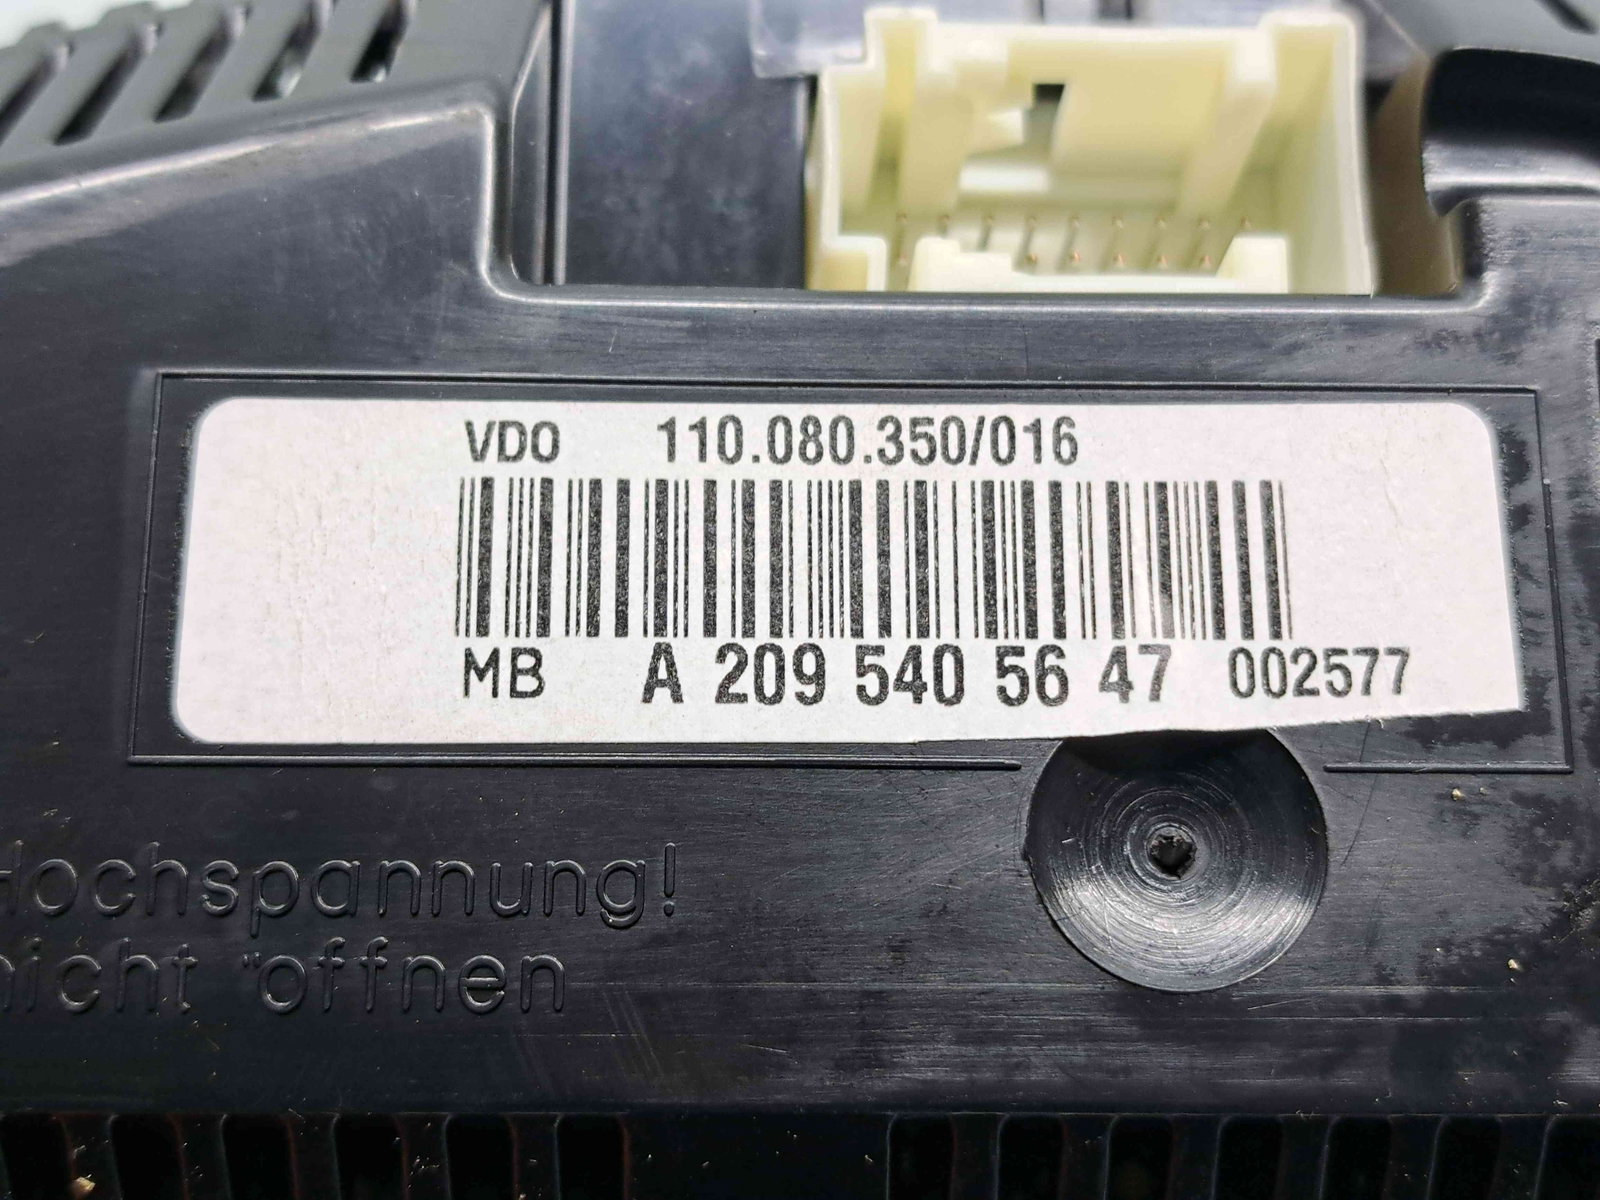 VDO 110.080.350/016
MB A 209 540 56 47 002577
Hochspannung!
nicht öffnen